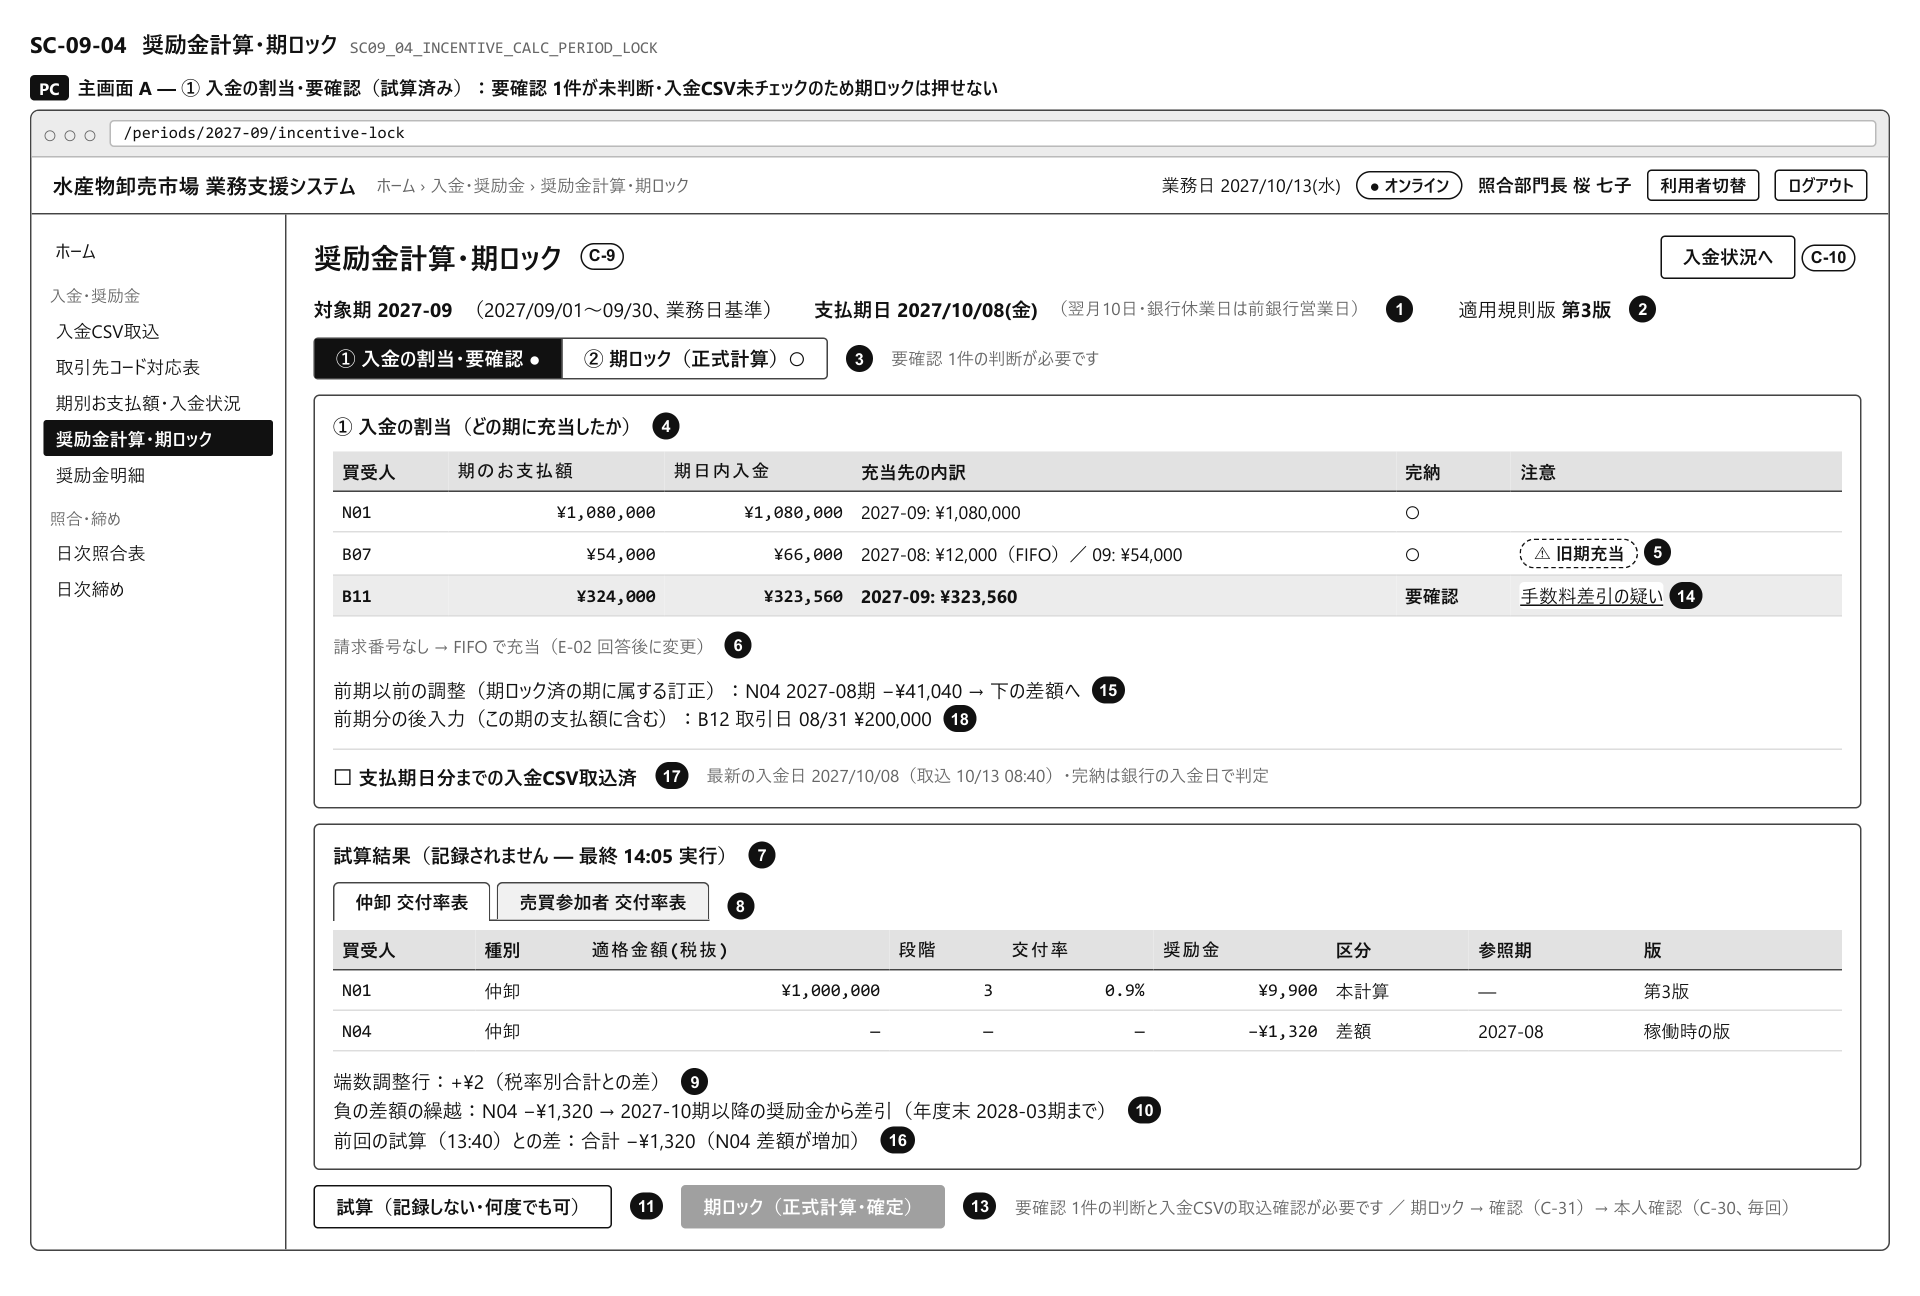 SC-09-04 奨励金計算・期ロック SC09_04_INCENTIVE_CALC_PERIOD_LOCK
PC 主画面 A — ① 入金の割当・要確認（試算済み）：要確認 1件が未判断・入金CSV未チェックのため期ロックは押せない
/periods/2027-09/incentive-lock
水産物卸売市場 業務支援システム ホーム › 入金・奨励金 › 奨励金計算・期ロック 業務日 2027/10/13(水) ● オンライン 照合部門長 桜 七子 利用者切替 ログアウト
ホーム
入金・奨励金
入金CSV取込
取引先コード対応表
期別お支払額・入金状況
奨励金計算・期ロック
奨励金明細
照合・締め
日次照合表
日次締め
奨励金計算・期ロック C-9 入金状況へ C-10
対象期 2027-09 （2027/09/01〜09/30、業務日基準） 支払期日 2027/10/08(金) （翌月10日・銀行休業日は前銀行営業日） 1 適用規則版 第3版 2
① 入金の割当・要確認 ● ② 期ロック（正式計算）○ 3 要確認 1件の判断が必要です
① 入金の割当（どの期に充当したか） 4
買受人 期のお支払額 期日内入金 充当先の内訳 完納 注意
N01 ¥1,080,000 ¥1,080,000 2027-09: ¥1,080,000 ○
B07 ¥54,000 ¥66,000 2027-08: ¥12,000（FIFO）／ 09: ¥54,000 ○ ⚠ 旧期充当 5
B11 ¥324,000 ¥323,560 2027-09: ¥323,560 要確認 手数料差引の疑い 14
請求番号なし → FIFO で充当（E-02 回答後に変更） 6
前期以前の調整（期ロック済の期に属する訂正）：N04 2027-08期 −¥41,040 → 下の差額へ 15
前期分の後入力（この期の支払額に含む）：B12 取引日 08/31 ¥200,000 18
☐ 支払期日分までの入金CSV取込済 17 最新の入金日 2027/10/08（取込 10/13 08:40）・完納は銀行の入金日で判定
試算結果（記録されません — 最終 14:05 実行） 7
仲卸 交付率表 売買参加者 交付率表 8
買受人 種別 適格金額(税抜) 段階 交付率 奨励金 区分 参照期 版
N01 仲卸 ¥1,000,000 3 0.9% ¥9,900 本計算 — 第3版
N04 仲卸 — — — −¥1,320 差額 2027-08 稼働時の版
端数調整行：+¥2（税率別合計との差） 9
負の差額の繰越：N04 −¥1,320 → 2027-10期以降の奨励金から差引（年度末 2028-03期まで） 10
前回の試算（13:40）との差：合計 −¥1,320（N04 差額が増加） 16
試算（記録しない・何度でも可） 11 期ロック（正式計算・確定） 13 要確認 1件の判断と入金CSVの取込確認が必要です ／ 期ロック → 確認（C-31）→ 本人確認（C-30、毎回）